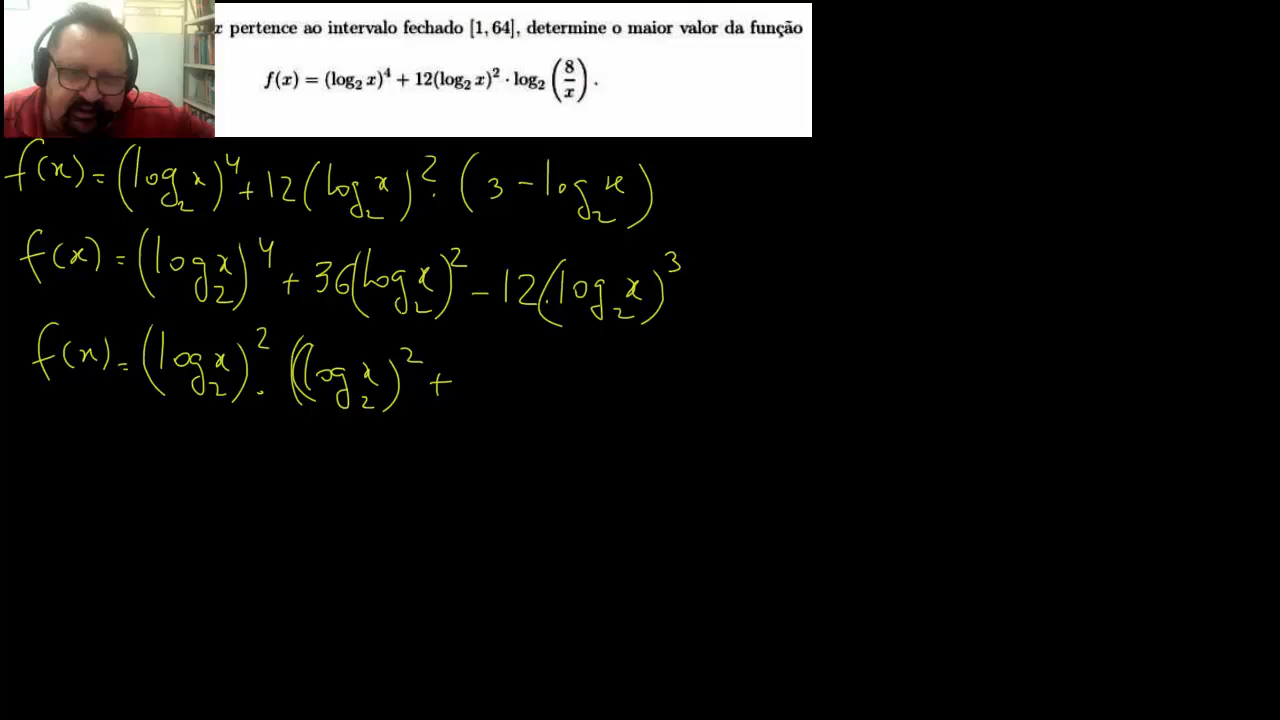 x pertence ao intervalo fechado [1, 64], determine o maior valor da função
f(x) = (log₂ x)⁴ + 12(log₂ x)² · log₂ (8/x) .
f(x) = (log₂ x)⁴ + 12 (log₂ x)² · (3 - log₂ x)
f(x) = (log₂ x)⁴ + 36(log₂ x)² - 12 · (log₂ x)³
f(x) = (log₂ x)² · ((log₂ x)² +